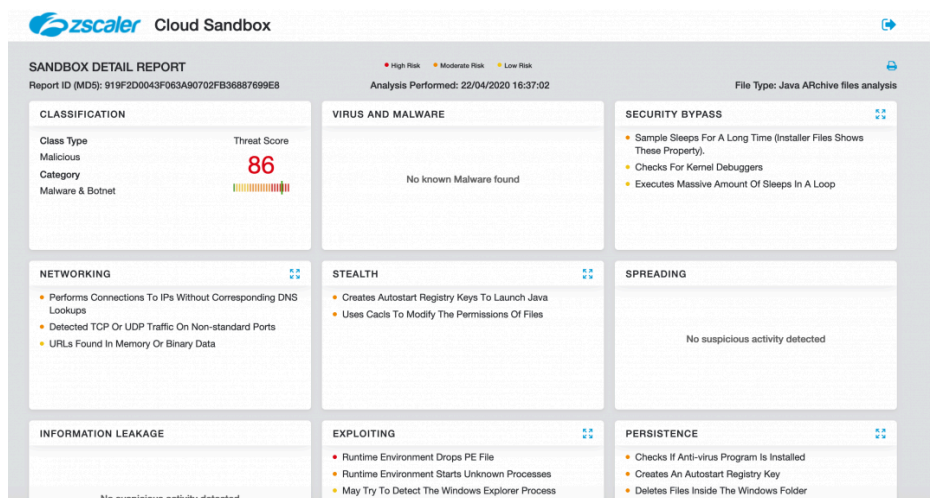 zscaler Cloud Sandbox
SANDBOX DETAIL REPORT
High Risk Moderate Risk Low Risk
Report ID (MD5): 919F2D0043F063A90702FB36887699E8
Analysis Performed: 22/04/2020 16:37:02
File Type: Java ARchive files analysis
CLASSIFICATION
Class Type
Threat Score
Malicious
86
Category
Malware & Botnet
VIRUS AND MALWARE
No known Malware found
SECURITY BYPASS
Sample Sleeps For A Long Time (Installer Files Shows
These Property).
Checks For Kernel Debuggers
Executes Massive Amount Of Sleeps In A Loop
NETWORKING
Performs Connections To IPs Without Corresponding DNS
Lookups
Detected TCP Or UDP Traffic On Non-standard Ports
URLs Found In Memory Or Binary Data
STEALTH
Creates Autostart Registry Keys To Launch Java
Uses Cacls To Modify The Permissions Of Files
SPREADING
No suspicious activity detected
INFORMATION LEAKAGE
No suspicious activity detected
EXPLOITING
Runtime Environment Drops PE File
Runtime Environment Starts Unknown Processes
May Try To Detect The Windows Explorer Process
PERSISTENCE
Checks If Anti-virus Program Is Installed
Creates An Autostart Registry Key
Deletes Files Inside The Windows Folder